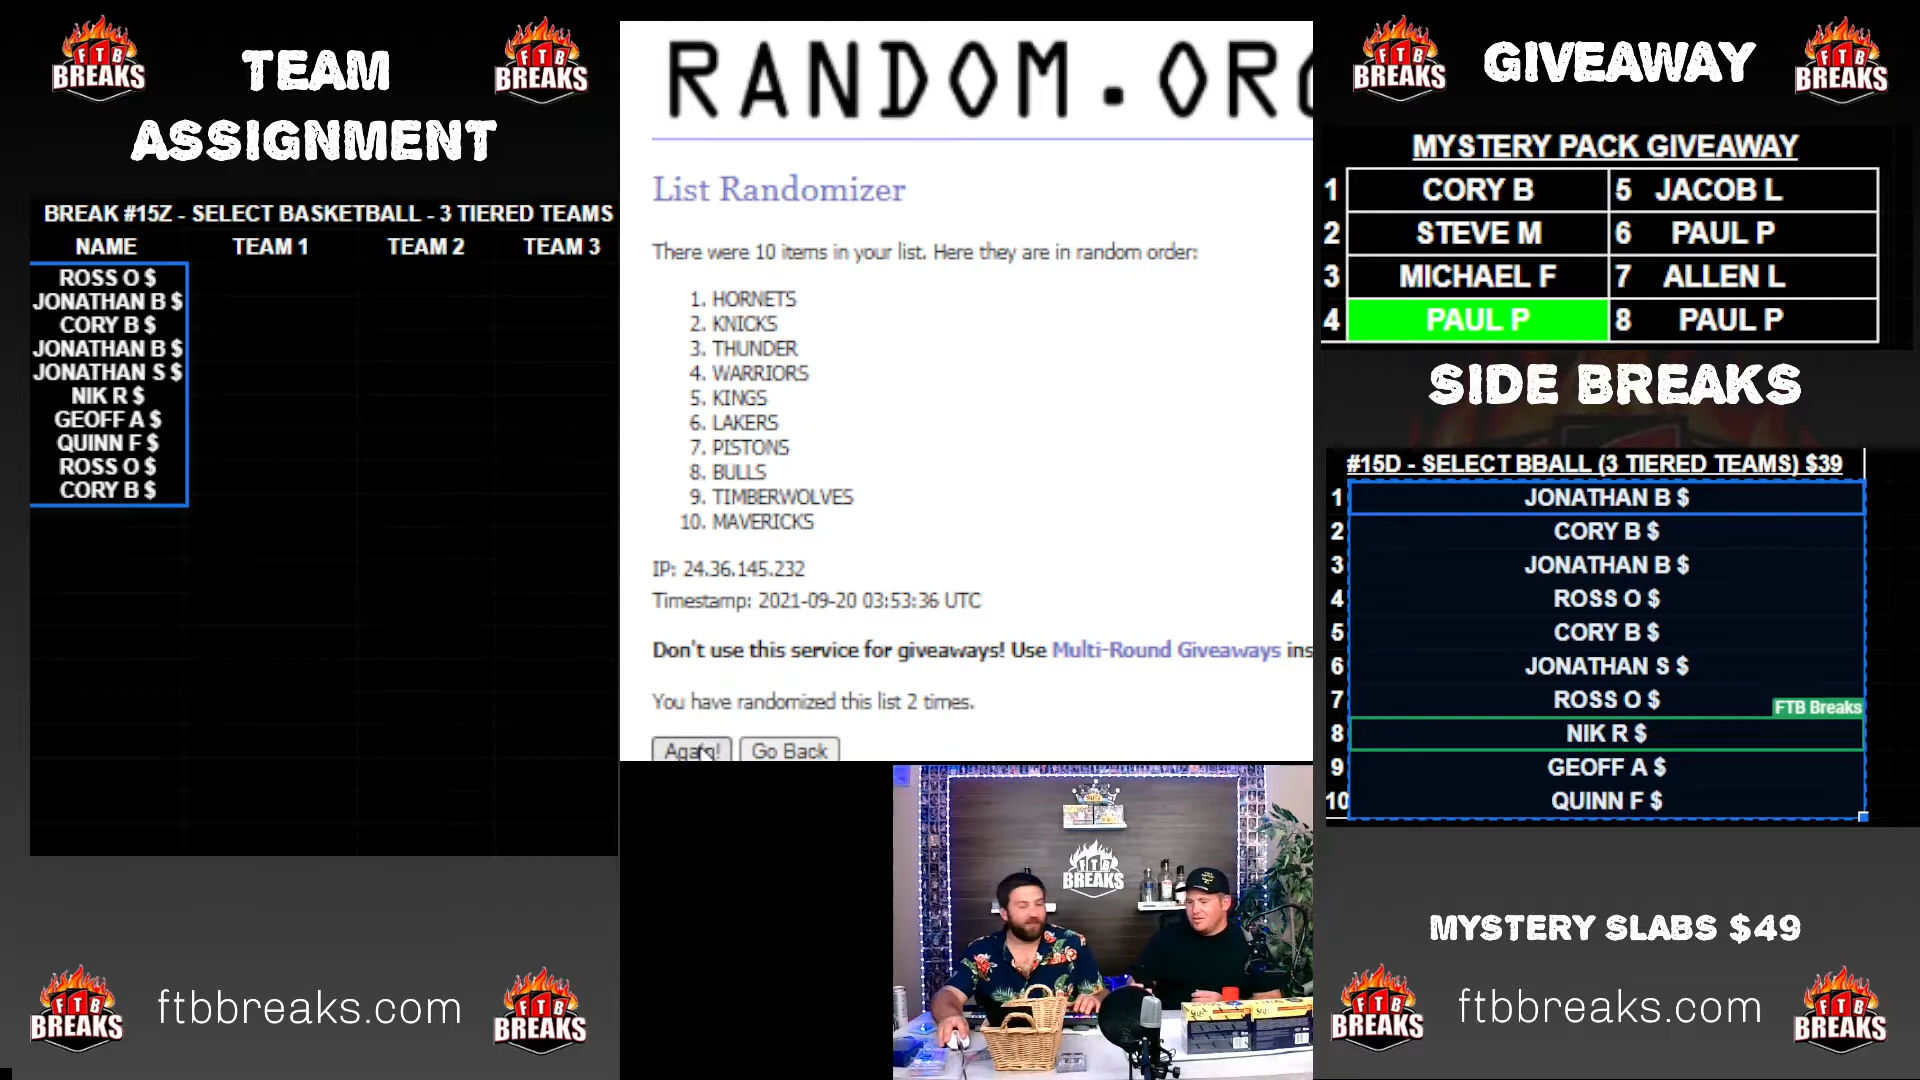 FTB BREAKS
TEAM
ASSIGNMENT
FTB BREAKS
BREAK #15Z - SELECT BASKETBALL - 3 TIERED TEAMS
NAME TEAM 1 TEAM 2 TEAM 3
ROSS O $
JONATHAN B $
CORY B $
JONATHAN B $
JONATHAN S $
NIK R $
GEOFF A $
QUINN F $
ROSS O $
CORY B $
FTB BREAKS
ftbbreaks.com
FTB BREAKS
RANDOM.ORG
List Randomizer
There were 10 items in your list. Here they are in random order:
1. HORNETS
2. KNICKS
3. THUNDER
4. WARRIORS
5. KINGS
6. LAKERS
7. PISTONS
8. BULLS
9. TIMBERWOLVES
10. MAVERICKS
IP: 24.36.145.232
Timestamp: 2021-09-20 03:53:36 UTC
Don't use this service for giveaways! Use Multi-Round Giveaways ins
You have randomized this list 2 times.
Again! Go Back
FTB
BREAKS
FTB BREAKS
GIVEAWAY
FTB BREAKS
MYSTERY PACK GIVEAWAY
1 CORY B 5 JACOB L
2 STEVE M 6 PAUL P
3 MICHAEL F 7 ALLEN L
4 PAUL P 8 PAUL P
SIDE BREAKS
#15D - SELECT BBALL (3 TIERED TEAMS) $39
1 JONATHAN B $
2 CORY B $
3 JONATHAN B $
4 ROSS O $
5 CORY B $
6 JONATHAN S $
7 ROSS O $
FTB Breaks
8 NIK R $
9 GEOFF A $
10 QUINN F $
MYSTERY SLABS $49
FTB BREAKS
ftbbreaks.com
FTB BREAKS